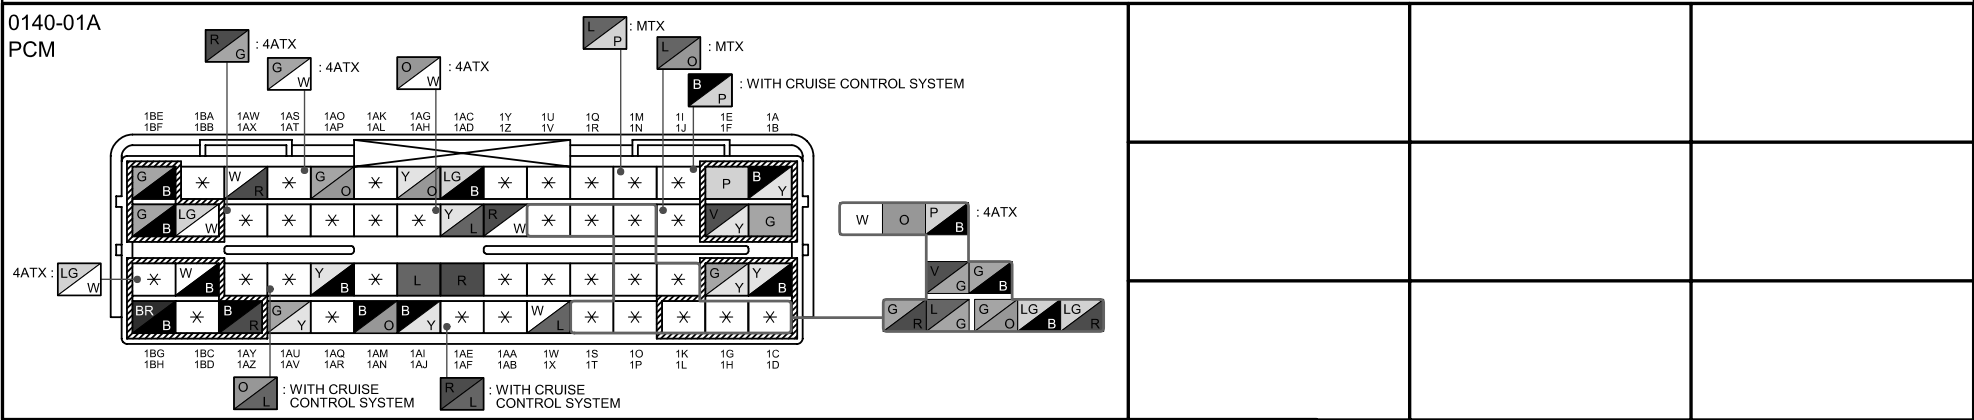 0140-01A
PCM
R G : 4ATX
G W : 4ATX
O W : 4ATX
L P : MTX
L O : MTX
B P : WITH CRUISE CONTROL SYSTEM
1BE 1BA 1AW 1AS 1AO 1AK 1AG 1AC 1Y 1U 1Q 1M 1I 1E 1A
1BF 1BB 1AX 1AT 1AP 1AL 1AH 1AD 1Z 1V 1R 1N 1J 1F 1B
G B * W R * G O * Y O LG B * * * * * P B Y
G B LG W * * * * * Y L R W * * * * V Y G
W O P B : 4ATX
4ATX : LG W * W B * * Y B * L R * * * * * G Y Y B
V G G B
BR B * B R G Y * B O B Y * * W L * * * * *
G R L G G O LG B LG R
1BG 1BC 1AY 1AU 1AQ 1AM 1AI 1AE 1AA 1W 1S 1O 1K 1G 1C
1BH 1BD 1AZ 1AV 1AR 1AN 1AJ 1AF 1AB 1X 1T 1P 1L 1H 1D
O L : WITH CRUISE
CONTROL SYSTEM
R L : WITH CRUISE
CONTROL SYSTEM